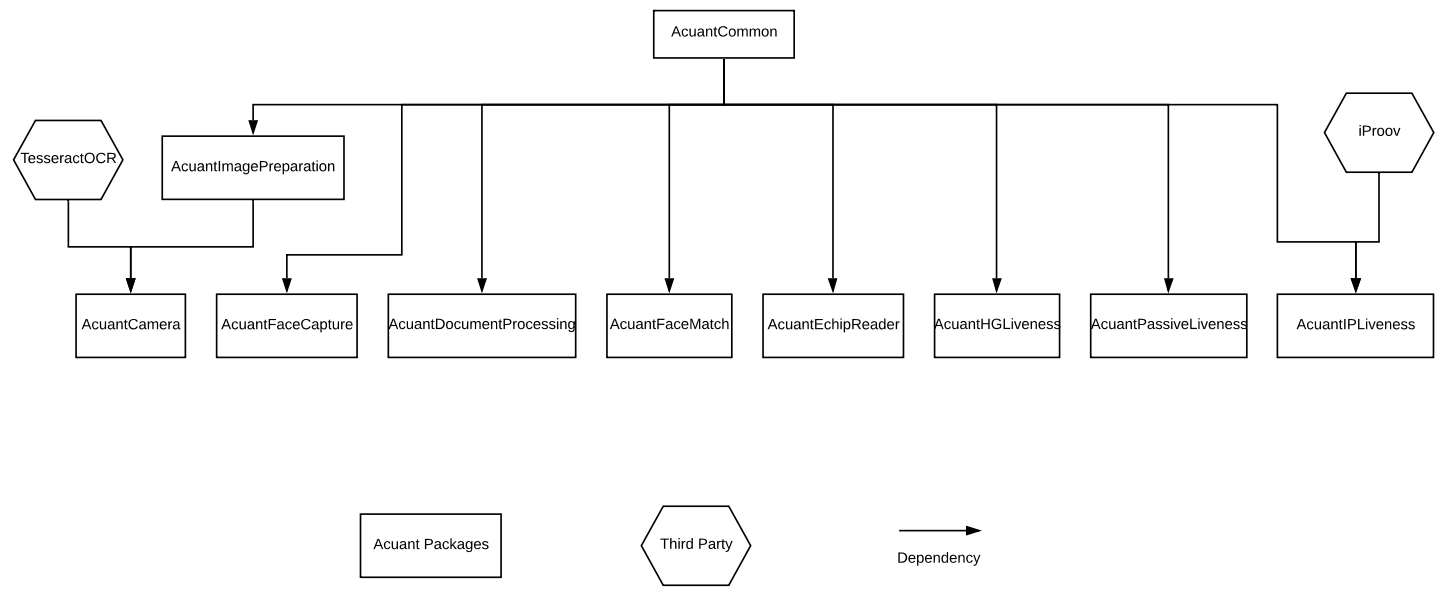 AcuantCommon
TesseractOCR
AcuantImagePreparation
iProov
AcuantCamera
AcuantFaceCapture
AcuantDocumentProcessing
AcuantFaceMatch
AcuantEchipReader
AcuantHGLiveness
AcuantPassiveLiveness
AcuantIPLiveness
Acuant Packages
Third Party
Dependency